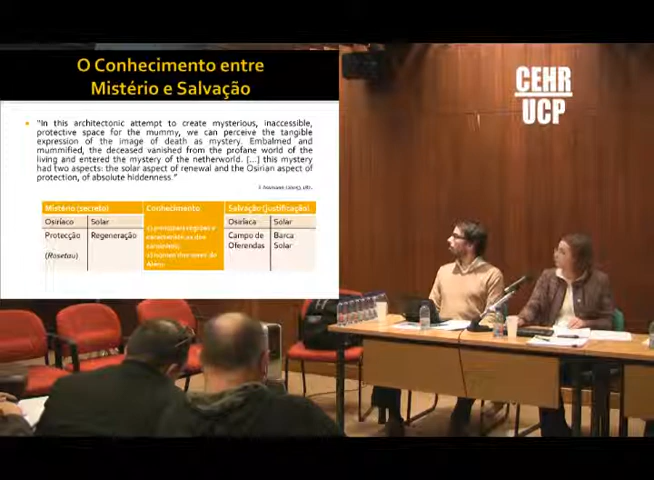 O Conhecimento entre
Mistério e Salvação
"In this architectonic attempt to create mysterious, inaccessible,
protective space for the mummy, we can perceive the tangible
expression of the image of death as mystery. Embalmed and
mummified, the deceased vanished from the profane world of the
living and entered the mystery of the netherworld. [...] this mystery
had two aspects: the solar aspect of renewal and the Osirian aspect of
protection, of absolute hiddenness."
Mistério (secreto) Conhecimento Salvação (justificação)
Osiríaco Solar Osiríaca Solar
Protecção Regeneração Campo de Barca
Oferendas Solar
(Rosetau)
CEHR
UCP